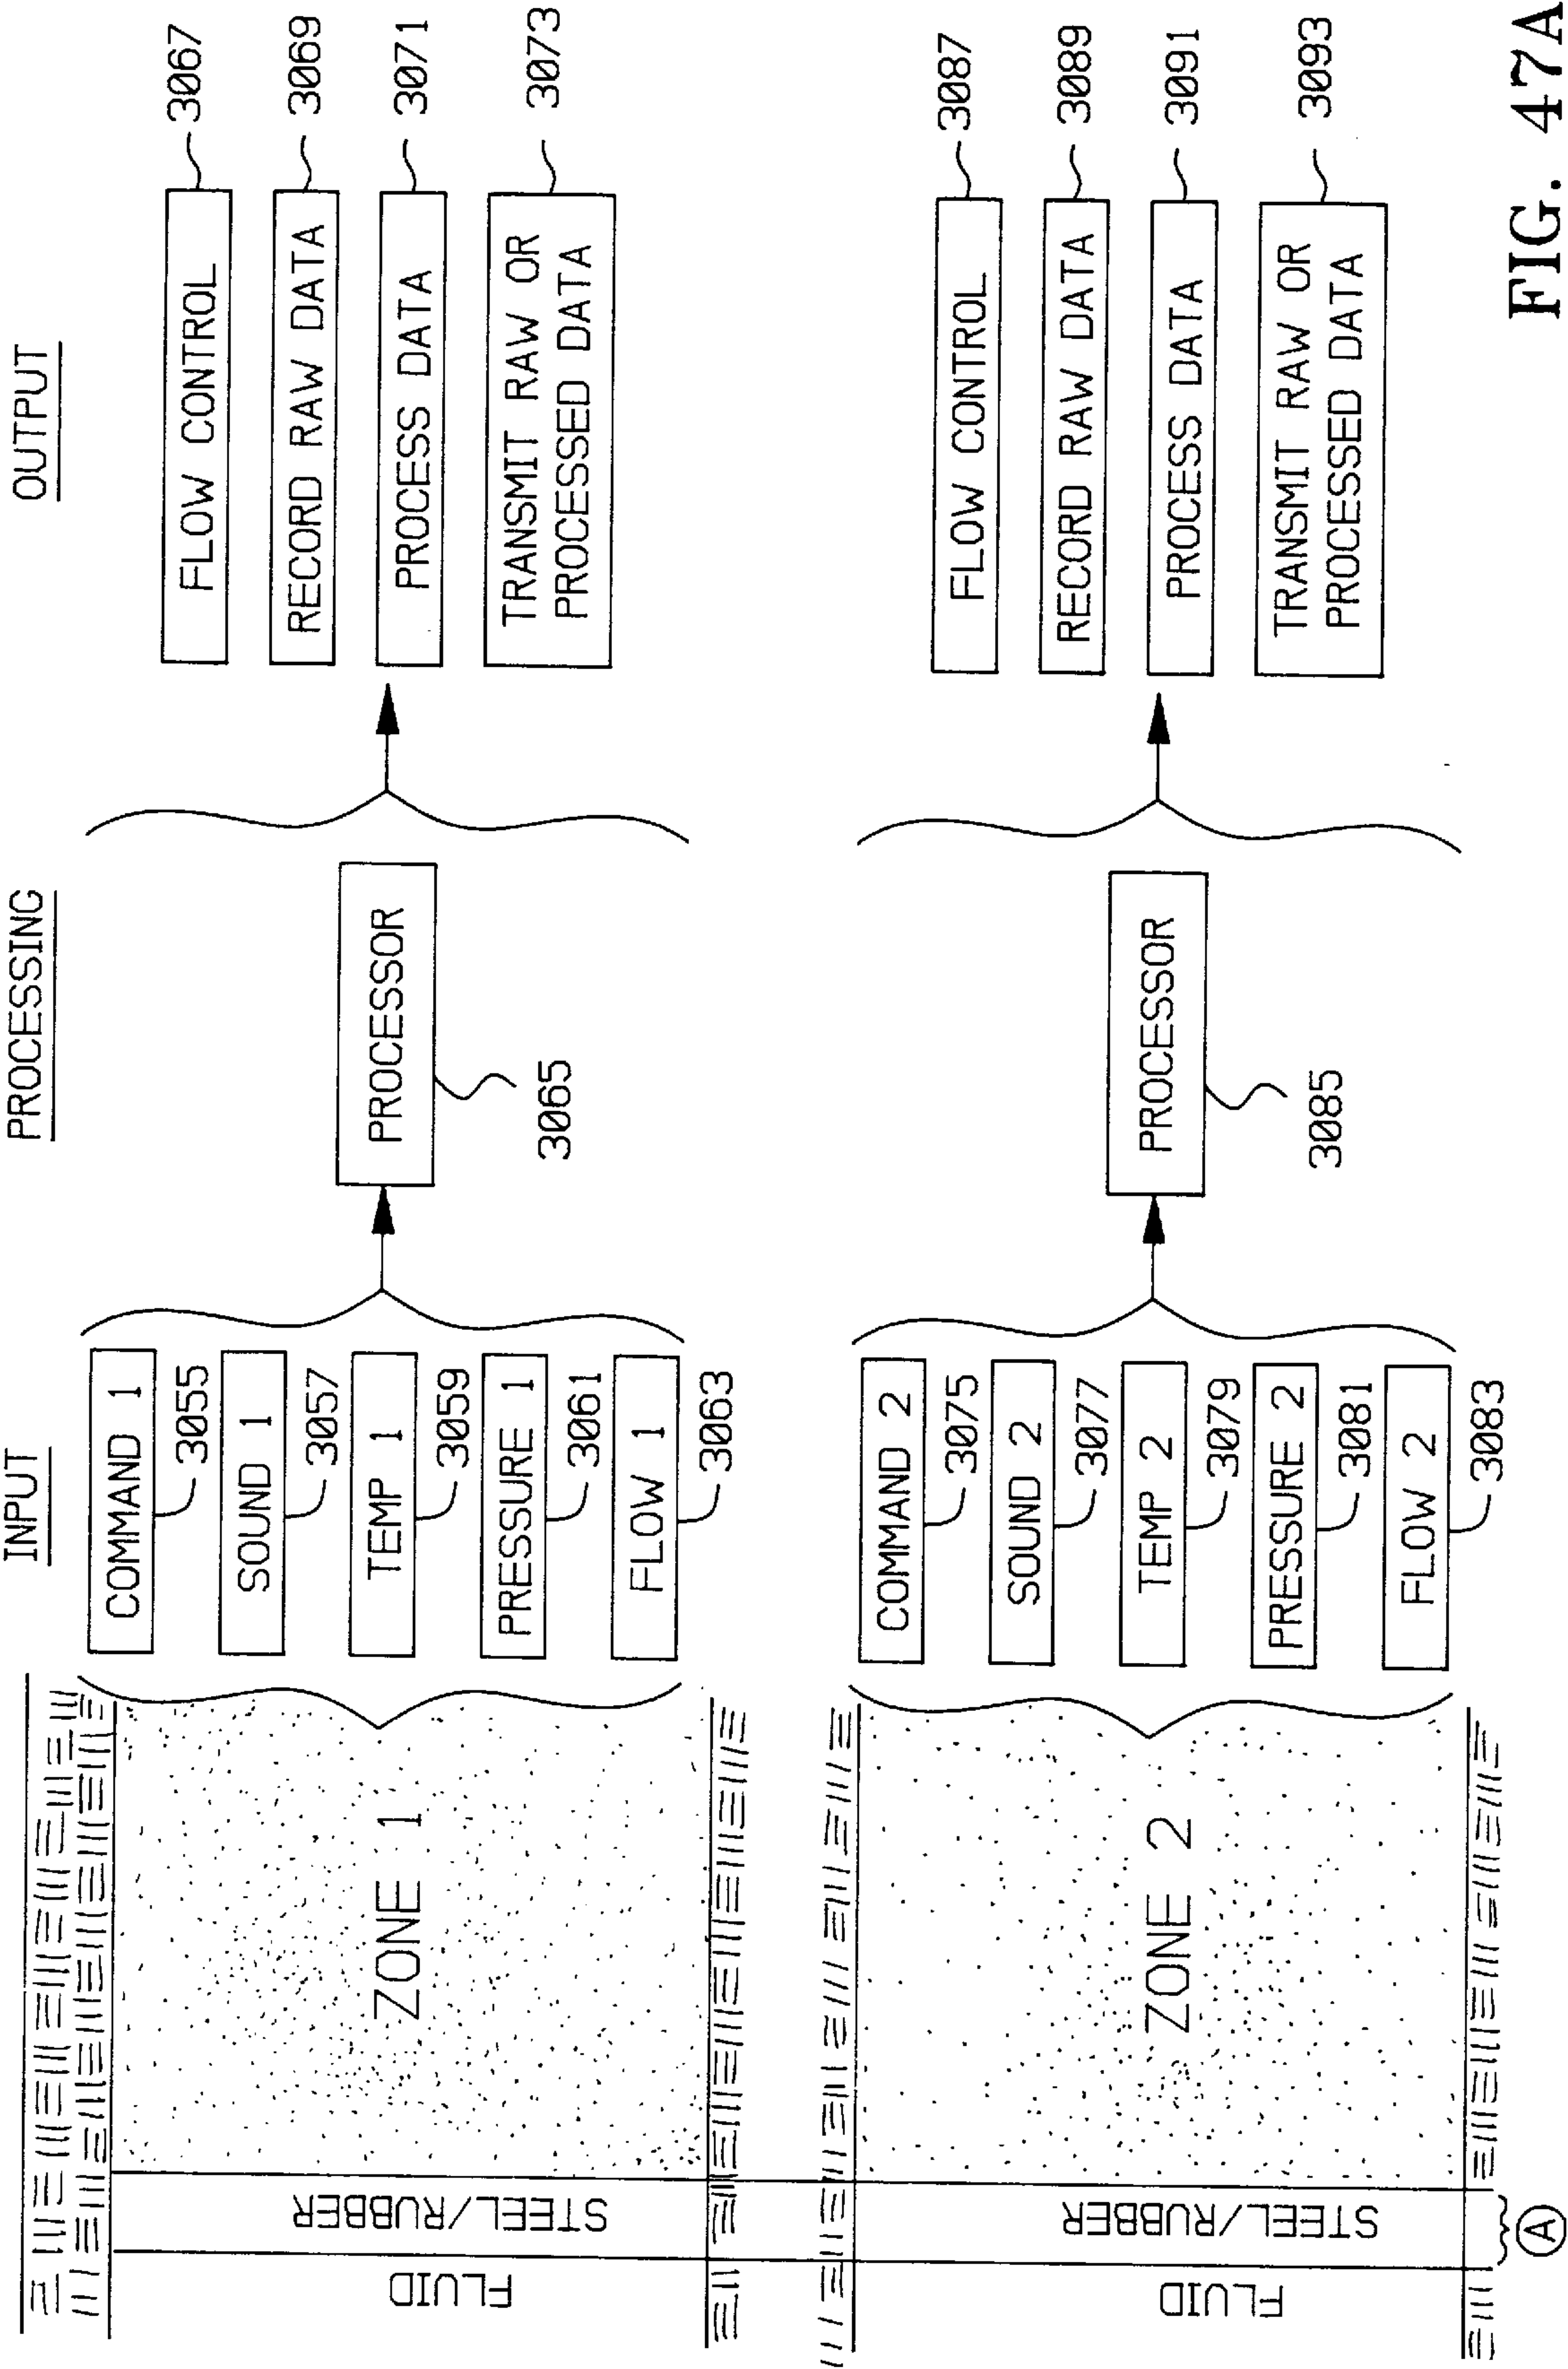 INPUT
PROCESSING
OUTPUT
FLUID
STEEL/RUBBER
ZONE 1
COMMAND 1
3055
SOUND 1
3057
TEMP 1
3059
PRESSURE 1
3061
FLOW 1
3063
PROCESSOR
3065
FLOW CONTROL
3067
RECORD RAW DATA
3069
PROCESS DATA
3071
TRANSMIT RAW OR
PROCESSED DATA
3073
FLUID
STEEL/RUBBER
ZONE 2
COMMAND 2
3075
SOUND 2
3077
TEMP 2
3079
PRESSURE 2
3081
FLOW 2
3083
PROCESSOR
3085
FLOW CONTROL
3087
RECORD RAW DATA
3089
PROCESS DATA
3091
TRANSMIT RAW OR
PROCESSED DATA
3093
A
FIG. 47A